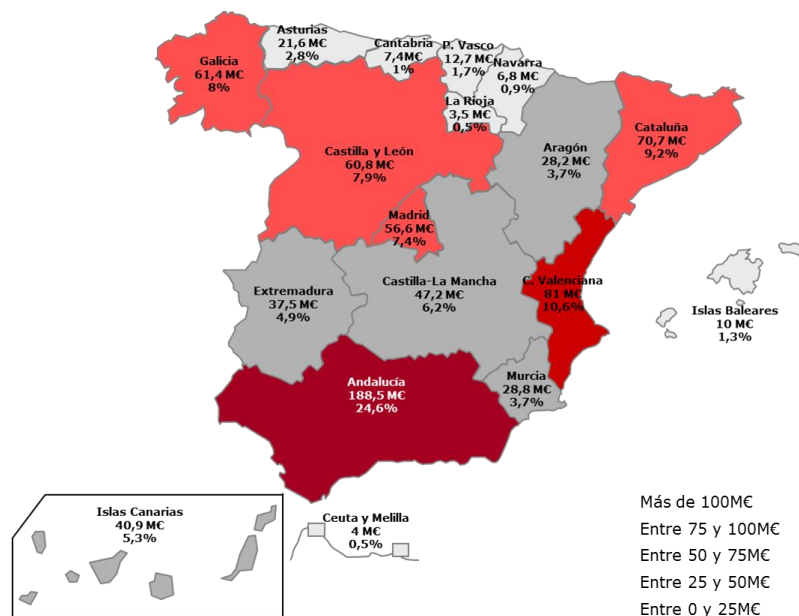 Asturias
21,6 M€
2,8%
Cantabria
7,4M€
1%
P. Vasco
12,7 M€
1,7%
Navarra
6,8 M€
0,9%
Galicia
61,4 M€
8%
La Rioja
3,5 M€
0,5%
Cataluña
70,7 M€
9,2%
Aragón
28,2 M€
3,7%
Castilla y León
60,8 M€
7,9%
Madrid
56,6 M€
7,4%
Castilla-La Mancha
47,2 M€
6,2%
C. Valenciana
81 M€
10,6%
Extremadura
37,5 M€
4,9%
Islas Baleares
10 M€
1,3%
Andalucía
188,5 M€
24,6%
Murcia
28,8 M€
3,7%
Islas Canarias
40,9 M€
5,3%
Ceuta y Melilla
4 M€
0,5%
Más de 100M€
Entre 75 y 100M€
Entre 50 y 75M€
Entre 25 y 50M€
Entre 0 y 25M€